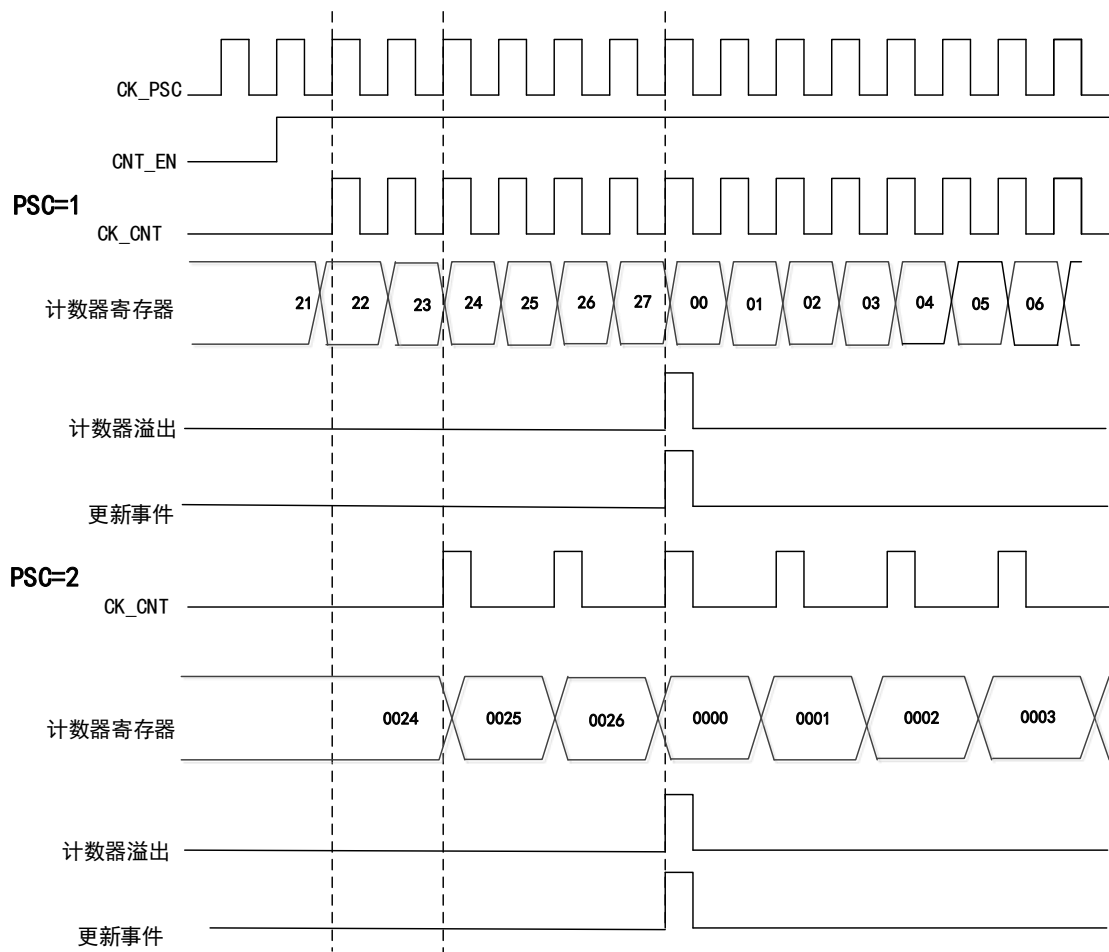 CK_PSC
CNT_EN
PSC=1
CK_CNT
计数器寄存器 21 22 23 24 25 26 27 00 01 02 03 04 05 06
计数器溢出
更新事件
PSC=2
CK_CNT
计数器寄存器 0024 0025 0026 0000 0001 0002 0003
计数器溢出
更新事件